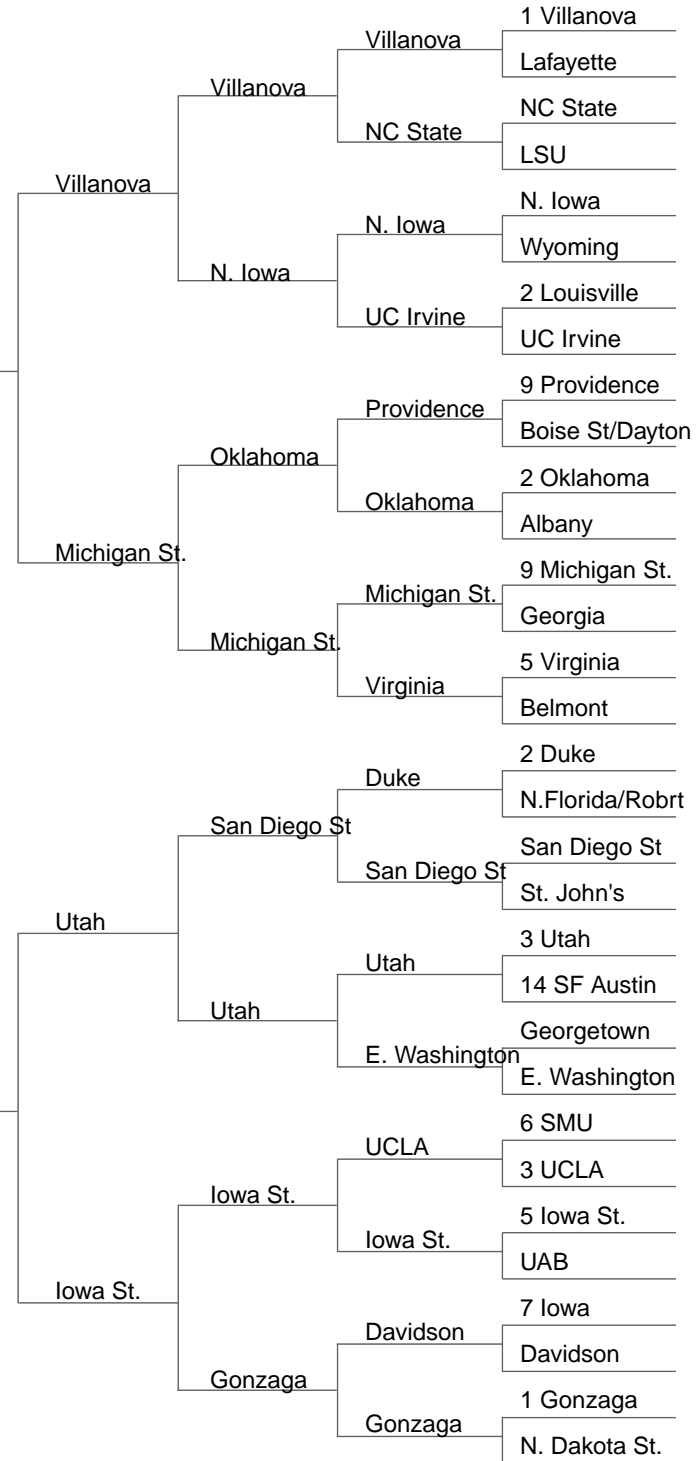 1 Villanova
Villanova
Lafayette
Villanova
NC State
NC State
LSU
Villanova
N. Iowa
N. Iowa
Wyoming
N. Iowa
2 Louisville
UC Irvine
UC Irvine
9 Providence
Providence
Boise St/Dayton
Oklahoma
2 Oklahoma
Oklahoma
Albany
Michigan St.
9 Michigan St.
Michigan St.
Georgia
Michigan St.
5 Virginia
Virginia
Belmont
2 Duke
Duke
N.Florida/Robrt
San Diego St
San Diego St
San Diego St
St. John's
Utah
3 Utah
Utah
14 SF Austin
Utah
Georgetown
E. Washington
E. Washington
6 SMU
UCLA
3 UCLA
Iowa St.
5 Iowa St.
Iowa St.
UAB
Iowa St.
7 Iowa
Davidson
Davidson
Gonzaga
1 Gonzaga
Gonzaga
N. Dakota St.